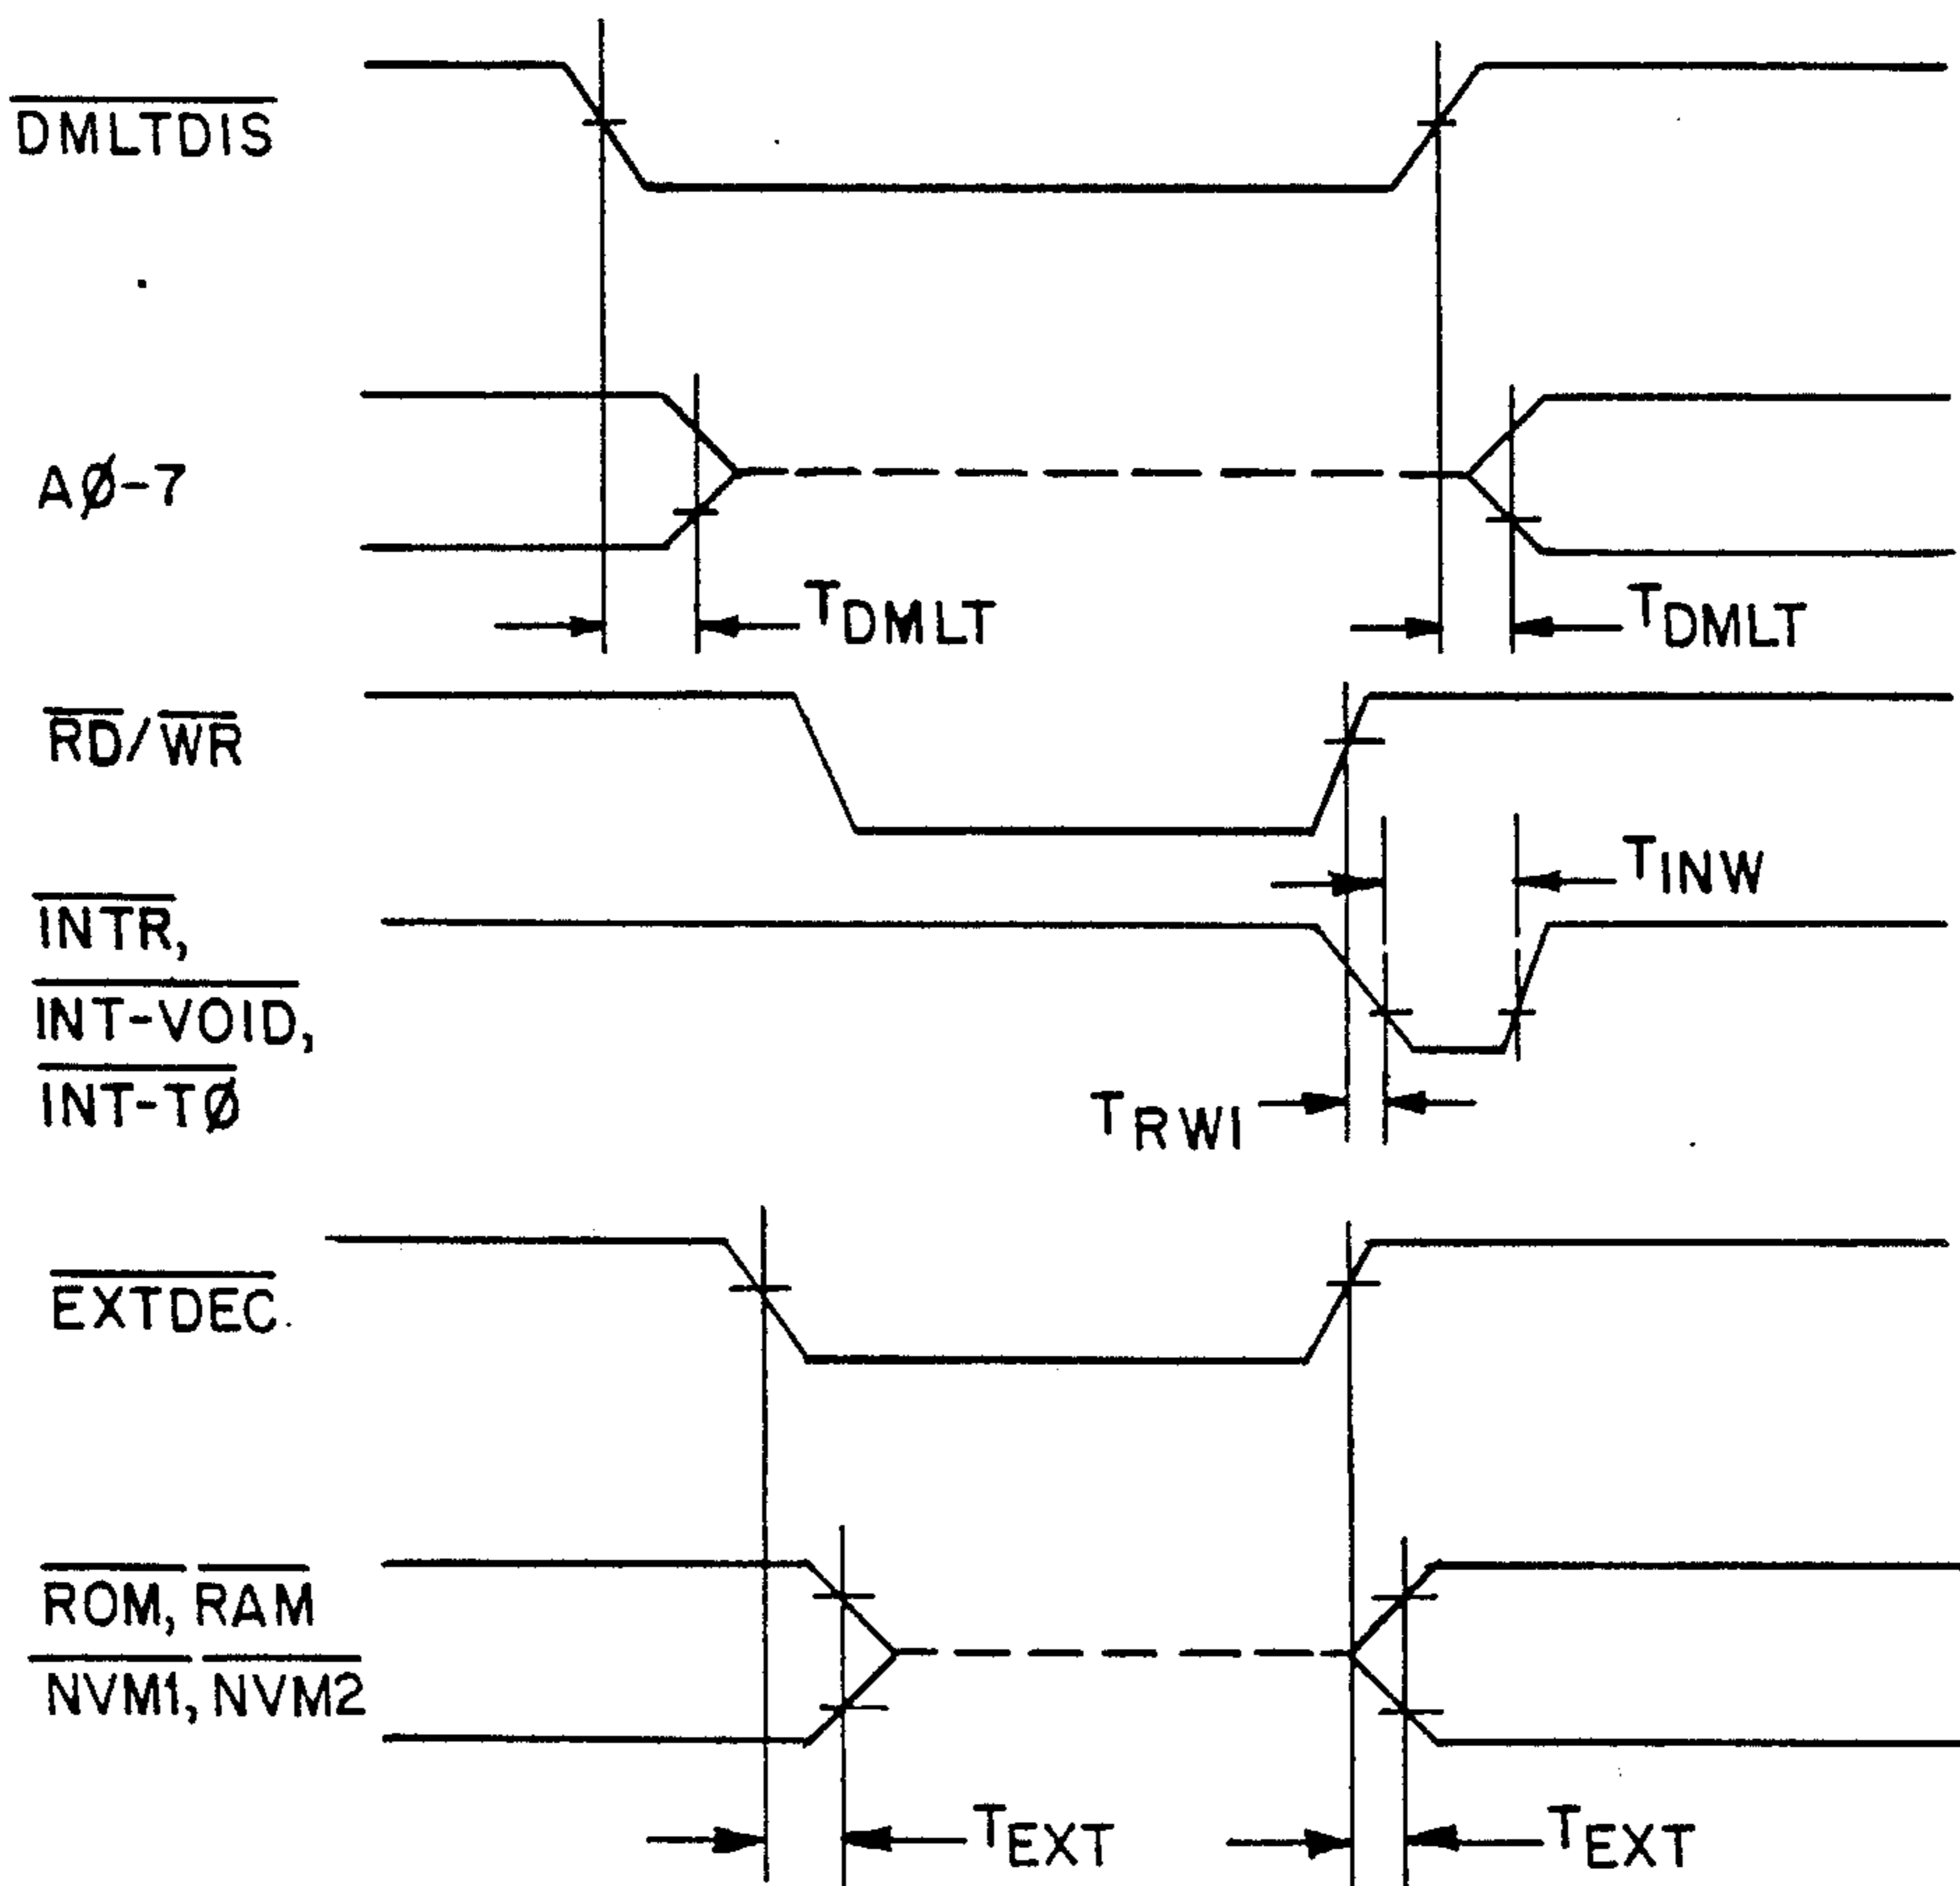 DMLTDIS
AØ-7
TDMLT TDMLT
RD/WR
TINW
INTR,
INT-VOID,
INT-TØ
TRWI
EXTDEC.
ROM, RAM
NVM1, NVM2
TEXT TEXT